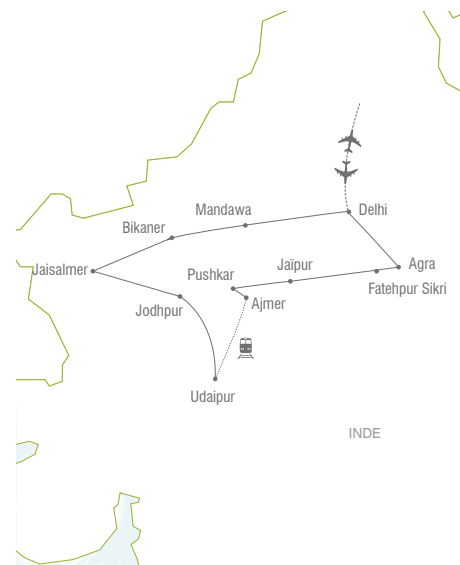 Mandawa
Delhi
Bikaner
Jaisalmer
Pushkar
Jaïpur
Agra
Fatehpur Sikri
Jodhpur
Ajmer
Udaipur
INDE